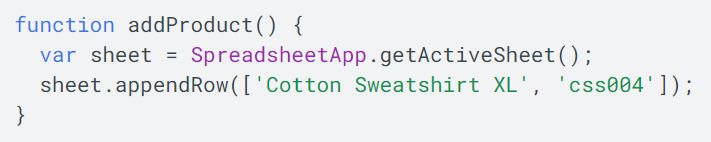 function addProduct() {
  var sheet = SpreadsheetApp.getActiveSheet();
  sheet.appendRow(['Cotton Sweatshirt XL', 'css004']);
}